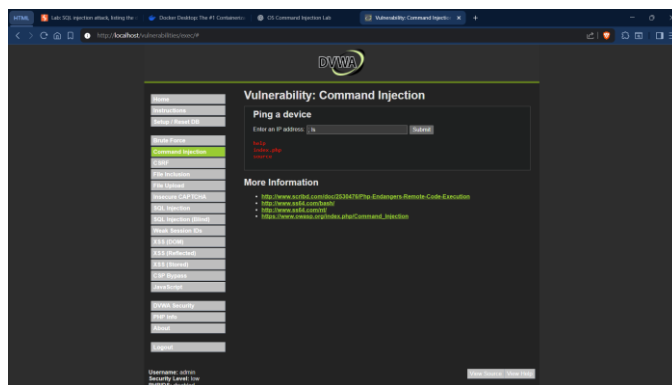 HTML
Lab: SQL injection attack, listing the
Docker Desktop: The #1 Containeri
OS Command Injection Lab
Vulnerability: Command Injection
http://localhost/vulnerabilities/exec/#
DVWA
Home
Instructions
Setup / Reset DB
Brute Force
Command Injection
CSRF
File Inclusion
File Upload
Insecure CAPTCHA
SQL Injection
SQL Injection (Blind)
Weak Session IDs
XSS (DOM)
XSS (Reflected)
XSS (Stored)
CSP Bypass
JavaScript
DVWA Security
PHP Info
About
Logout
Vulnerability: Command Injection
Ping a device
Enter an IP address:
Submit
help
index.php
source
More Information
http://www.scribd.com/doc/2530476/Php-Endangers-Remote-Code-Execution
http://www.ss64.com/bash/
http://www.ss64.com/nt/
https://www.owasp.org/index.php/Command_Injection
Username: admin
Security Level: low
View Source View Help